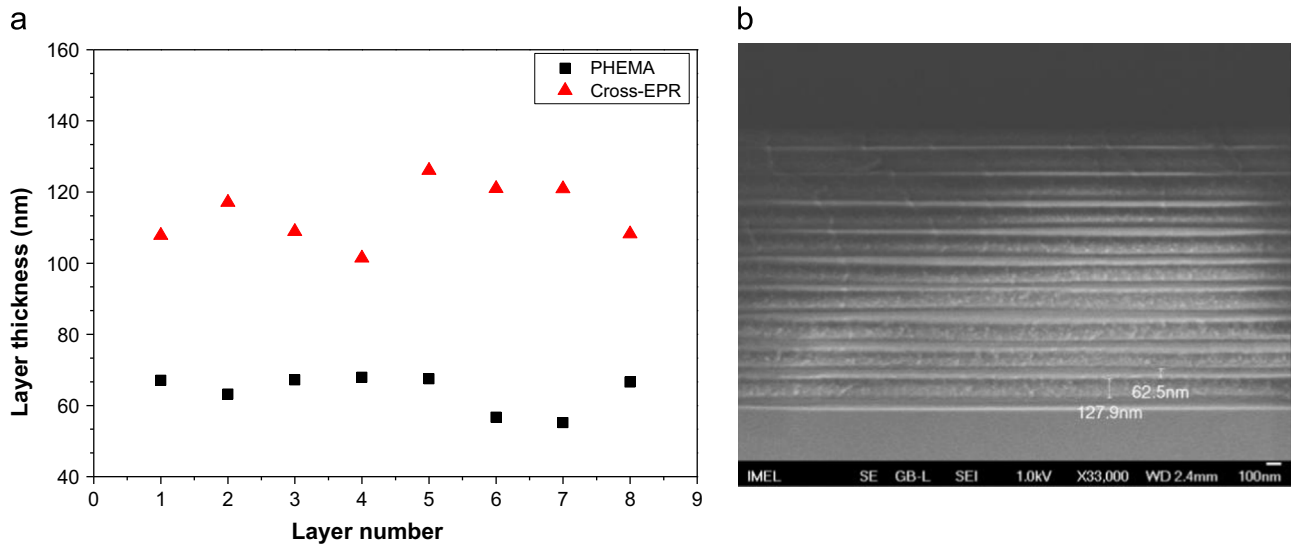 a
160
140
120
100
80
60
40
Layer thickness (nm)
PHEMA
Cross-EPR
0 1 2 3 4 5 6 7 8 9
Layer number
b
62.5nm
127.9nm
IMEL SE GB-L SEI 1.0kV X33,000 WD 2.4mm 100nm